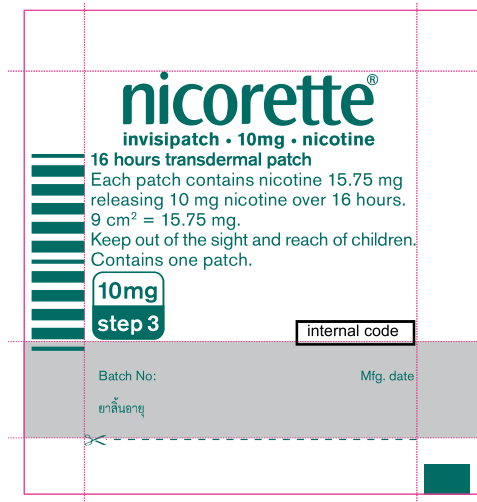 nicorette®
invisipatch • 10mg • nicotine
16 hours transdermal patch
Each patch contains nicotine 15.75 mg
releasing 10 mg nicotine over 16 hours.
9 cm² = 15.75 mg.
Keep out of the sight and reach of children.
Contains one patch.
10mg
step 3
internal code
Batch No: Mfg. date
ยาสิ้นอายุ